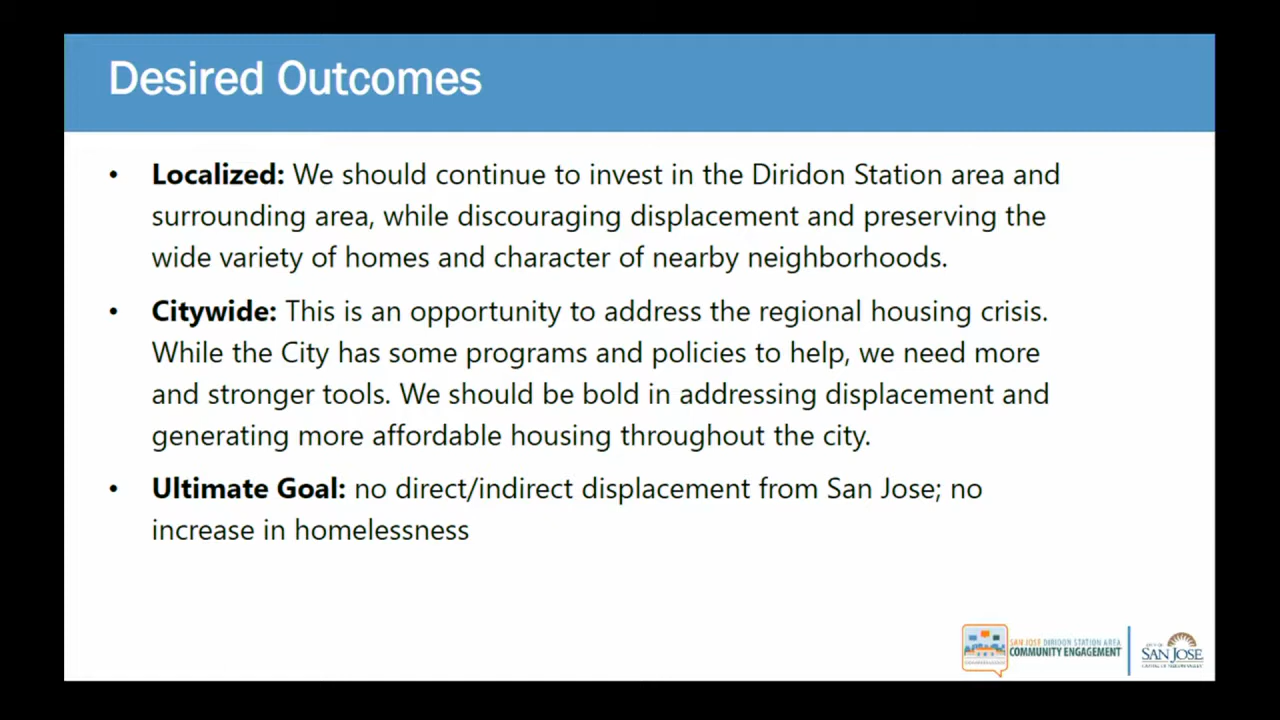 Desired Outcomes
• Localized: We should continue to invest in the Diridon Station area and
surrounding area, while discouraging displacement and preserving the
wide variety of homes and character of nearby neighborhoods.
• Citywide: This is an opportunity to address the regional housing crisis.
While the City has some programs and policies to help, we need more
and stronger tools. We should be bold in addressing displacement and
generating more affordable housing throughout the city.
• Ultimate Goal: no direct/indirect displacement from San Jose; no
increase in homelessness
SAN JOSE DIRIDON STATION AREA
COMMUNITY ENGAGEMENT
CITY OF
SAN JOSE
CAPITAL OF SILICON VALLEY